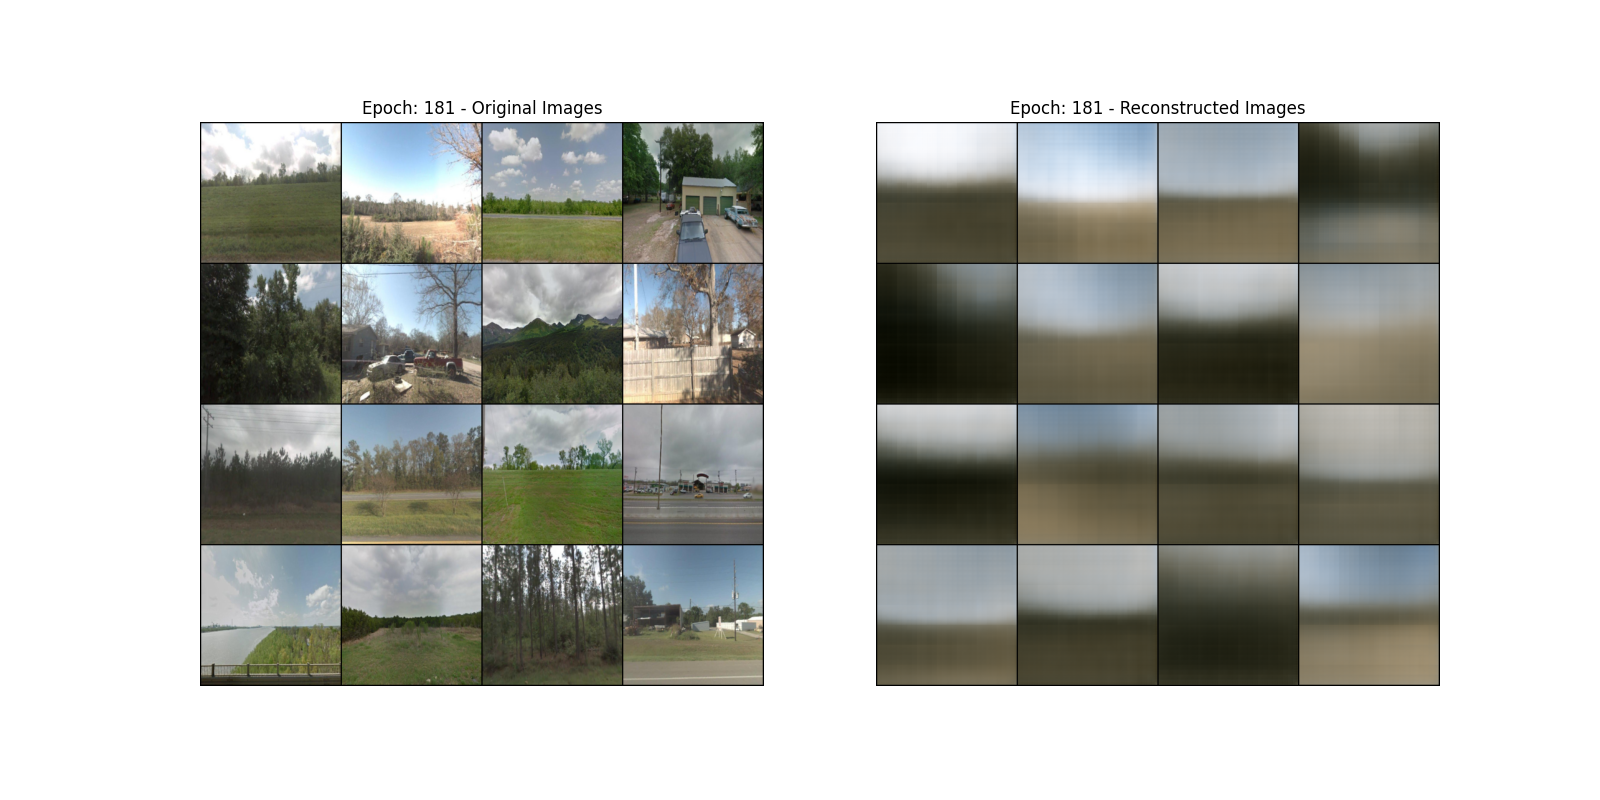 Epoch: 181 - Original Images
Epoch: 181 - Reconstructed Images